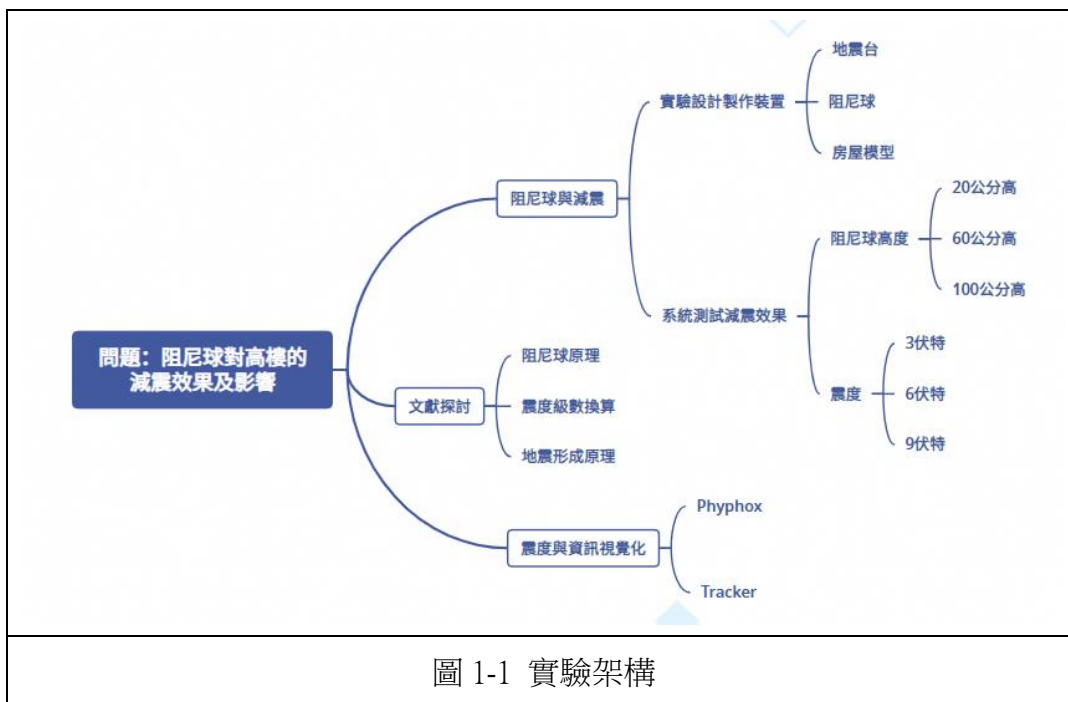 問題：阻尼球對高樓的
減震效果及影響
阻尼球與減震
實驗設計製作裝置
地震台
阻尼球
房屋模型
系統測試減震效果
阻尼球高度
20公分高
60公分高
100公分高
震度
3伏特
6伏特
9伏特
文獻探討
阻尼球原理
震度級數換算
地震形成原理
震度與資訊視覺化
Phyphox
Tracker
圖 1-1 實驗架構